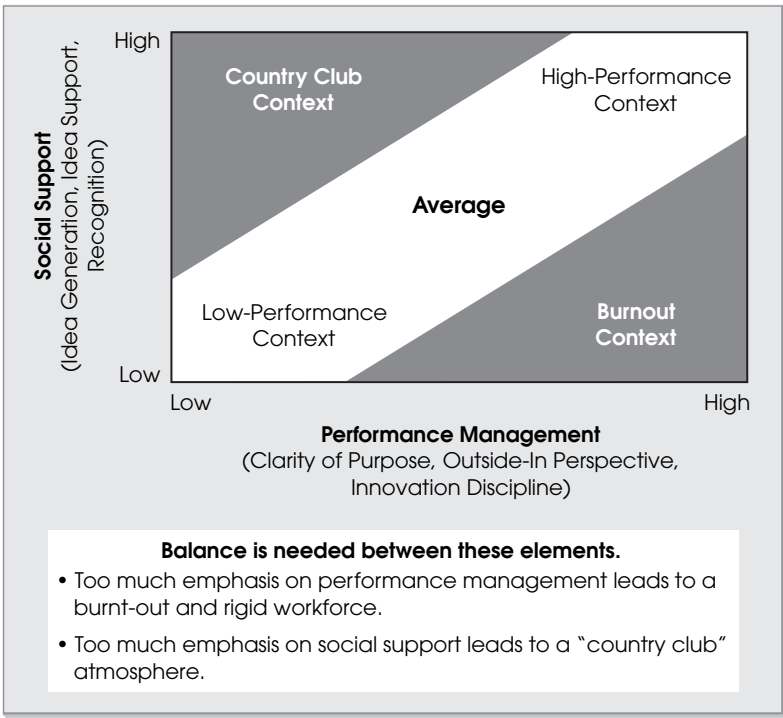 High
Country Club
Context
High-Performance
Context
Social Support
(Idea Generation, Idea Support,
Recognition)
Average
Low-Performance
Context
Burnout
Context
Low
Low
High
Performance Management
(Clarity of Purpose, Outside-In Perspective,
Innovation Discipline)
Balance is needed between these elements.
• Too much emphasis on performance management leads to a
burnt-out and rigid workforce.
• Too much emphasis on social support leads to a “country club”
atmosphere.